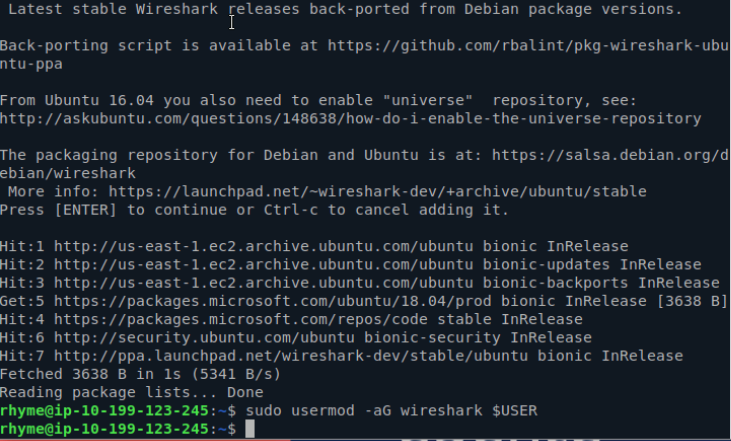 Latest stable Wireshark releases back-ported from Debian package versions.
Back-porting script is available at https://github.com/rbalint/pkg-wireshark-ubu
ntu-ppa
From Ubuntu 16.04 you also need to enable "universe"  repository, see:
http://askubuntu.com/questions/148638/how-do-i-enable-the-universe-repository
The packaging repository for Debian and Ubuntu is at: https://salsa.debian.org/d
ebian/wireshark
More info: https://launchpad.net/~wireshark-dev/+archive/ubuntu/stable
Press [ENTER] to continue or Ctrl-c to cancel adding it.
Hit:1 http://us-east-1.ec2.archive.ubuntu.com/ubuntu bionic InRelease
Hit:2 http://us-east-1.ec2.archive.ubuntu.com/ubuntu bionic-updates InRelease
Hit:3 http://us-east-1.ec2.archive.ubuntu.com/ubuntu bionic-backports InRelease
Get:5 https://packages.microsoft.com/ubuntu/18.04/prod bionic InRelease [3638 B]
Hit:4 https://packages.microsoft.com/repos/code stable InRelease
Hit:6 http://security.ubuntu.com/ubuntu bionic-security InRelease
Hit:7 http://ppa.launchpad.net/wireshark-dev/stable/ubuntu bionic InRelease
Fetched 3638 B in 1s (5341 B/s)
Reading package lists... Done
rhyme@ip-10-199-123-245:~$ sudo usermod -aG wireshark $USER
rhyme@ip-10-199-123-245:~$